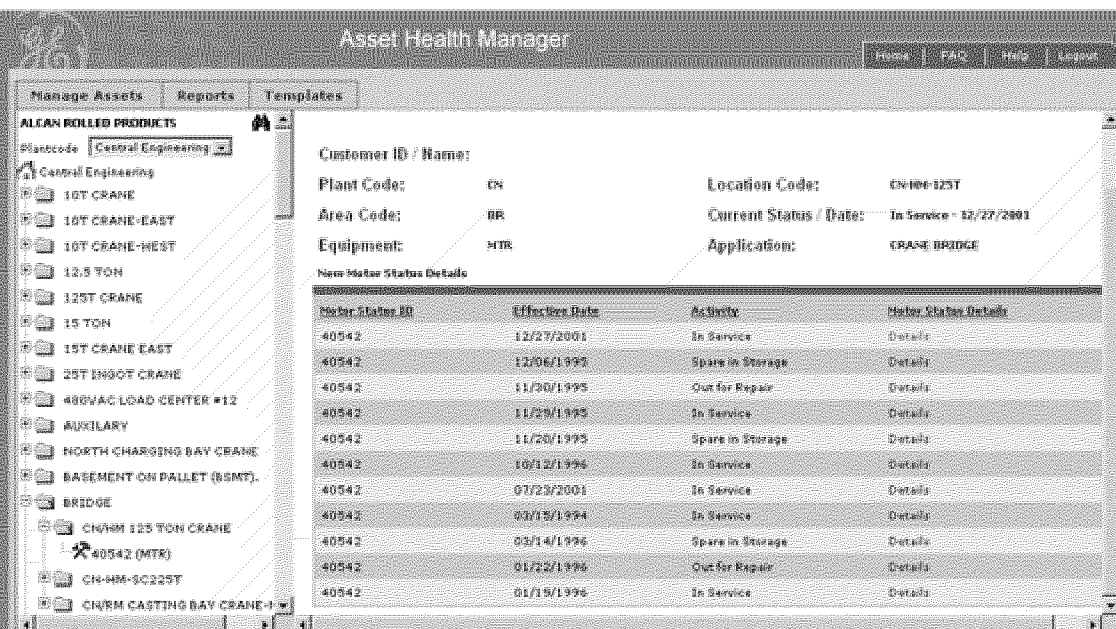 GE
Asset Health Manager
Home | FAQ | Help | Logout
Manage Assets | Reports | Templates
ALCAN ROLLED PRODUCTS
Plantcode Central Engineering
Central Engineering
10T CRANE
10T CRANE-EAST
10T CRANE-WEST
12.5 TON
125T CRANE
15 TON
15T CRANE EAST
25T INGOT CRANE
480VAC LOAD CENTER #12
AUXILARY
NORTH CHARGING BAY CRANE
BASEMENT ON PALLET (BSMT).
BRIDGE
CN/HM 125 TON CRANE
40542 (MTR)
CN-HM-SC225T
CN/RM CASTING BAY CRANE-
Customer ID / Name:
Plant Code: CN Location Code: CN-HM-125T
Area Code: BR Current Status / Date: In Service - 12/27/2001
Equipment: MTR Application: CRANE BRIDGE
New Motor Status Details
Motor Status ID Effective Date Activity Motor Status Details
40542 12/27/2001 In Service Details
40542 12/06/1995 Spare in Storage Details
40542 11/30/1995 Out for Repair Details
40542 11/29/1995 In Service Details
40542 11/20/1995 Spare in Storage Details
40542 10/12/1996 In Service Details
40542 07/23/2001 In Service Details
40542 03/15/1994 In Service Details
40542 03/14/1996 Spare in Storage Details
40542 01/22/1996 Out for Repair Details
40542 01/19/1996 In Service Details